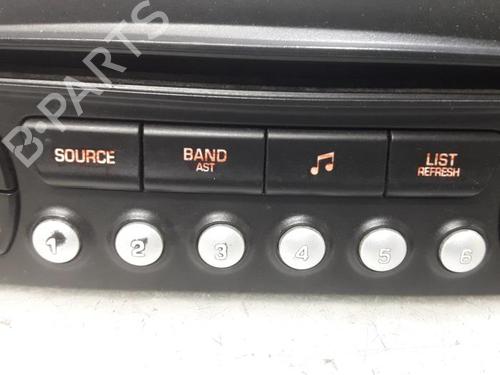 B-PARTS
SOURCE
BAND
AST
LIST
REFRESH
1
2
3
4
5
6